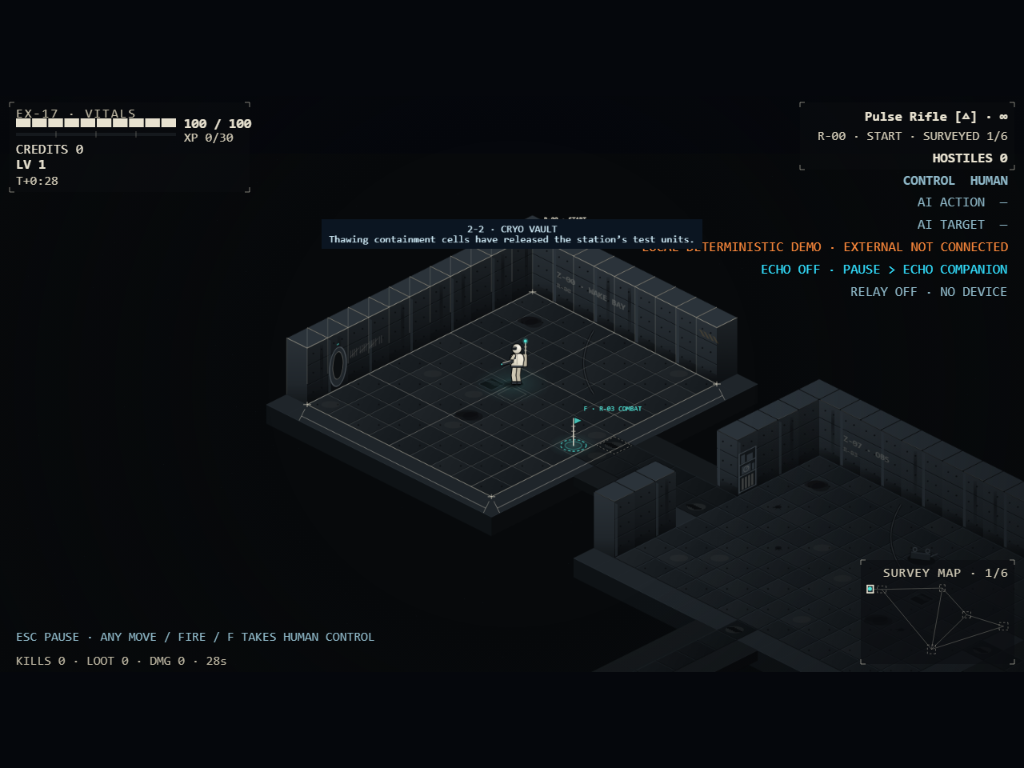 EX-17 · VITALS
100 / 100
XP 0/30
CREDITS 0
LV 1
T+0:28
Pulse Rifle [△] · ∞
R-00 · START · SURVEYED 1/6
HOSTILES 0
CONTROL HUMAN
AI ACTION —
AI TARGET —
DETERMINISTIC DEMO · EXTERNAL NOT CONNECTED
ECHO OFF · PAUSE > ECHO COMPANION
RELAY OFF · NO DEVICE
2-2 · CRYO VAULT
Thawing containment cells have released the station's test units.
F · R-03 COMBAT
SURVEY MAP · 1/6
ESC PAUSE · ANY MOVE / FIRE / F TAKES HUMAN CONTROL
KILLS 0 · LOOT 0 · DMG 0 · 28s